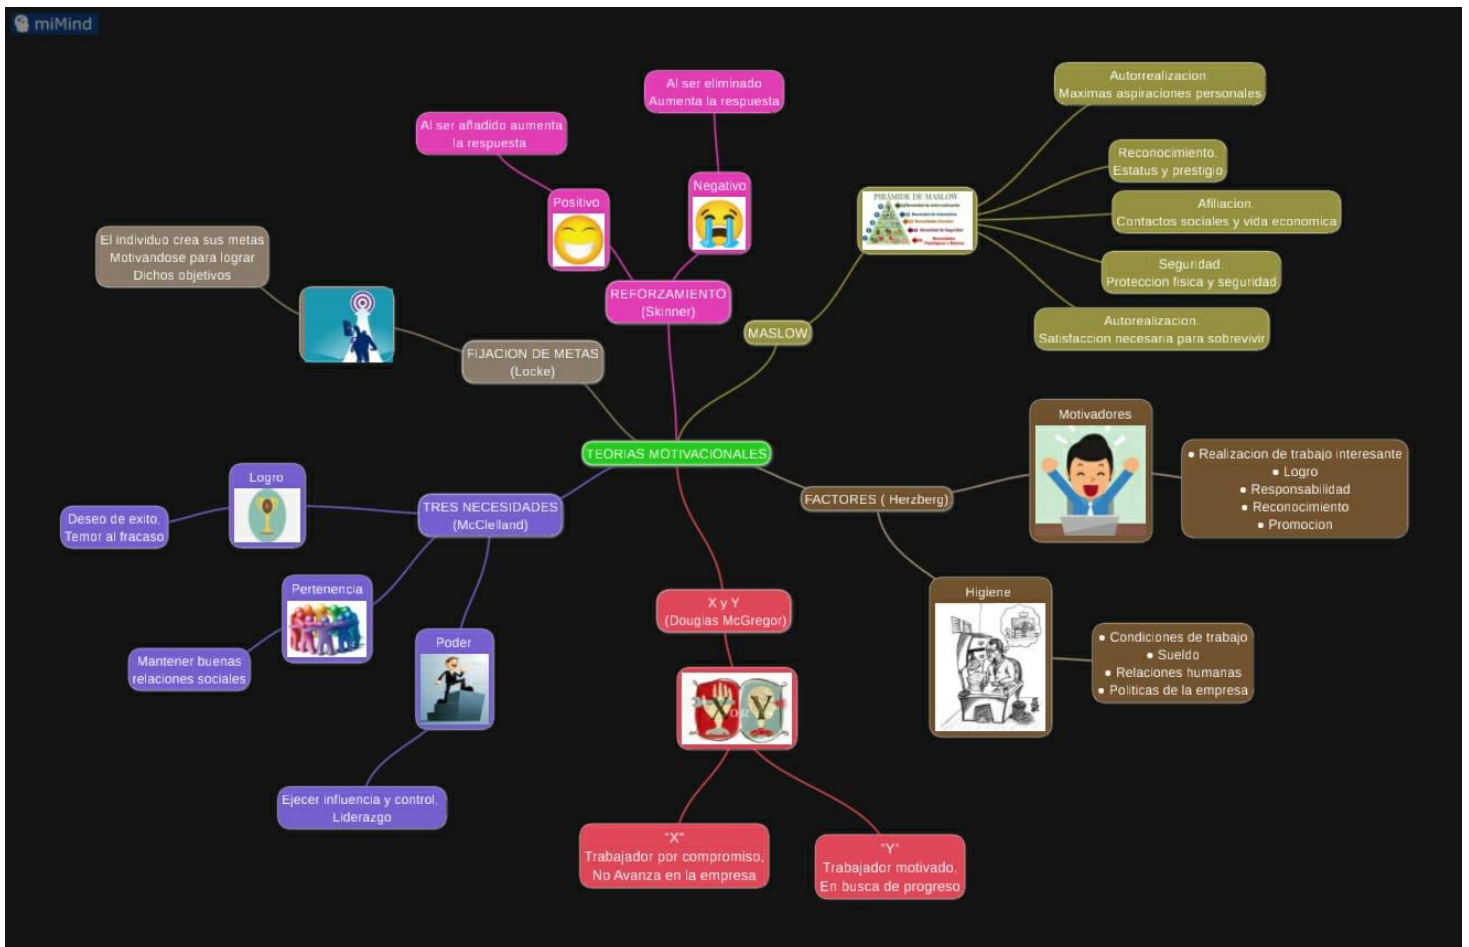 miMind
Al ser eliminado
Aumenta la respuesta
Al ser añadido aumenta
la respuesta
Negativo
Positivo
REFORZAMIENTO
(Skinner)
El individuo crea sus metas
Motivandose para lograr
Dichos objetivos
FIJACION DE METAS
(Locke)
MASLOW
PIRÁMIDE DE MASLOW
Autorrealizacion.
Maximas aspiraciones personales
Reconocimiento.
Estatus y prestigio
Afiliacion.
Contactos sociales y vida economica
Seguridad.
Proteccion fisica y seguridad
Autorealizacion.
Satisfaccion necesaria para sobrevivir
TEORIAS MOTIVACIONALES
Logro
Deseo de exito,
Temor al fracaso
TRES NECESIDADES
(McClelland)
Pertenencia
Mantener buenas
relaciones sociales
Poder
Ejecer influencia y control,
Liderazgo
X y Y
(Douglas McGregor)
X OR Y
"X"
Trabajador por compromiso,
No Avanza en la empresa
"Y"
Trabajador motivado,
En busca de progreso
FACTORES ( Herzberg)
Motivadores
● Realizacion de trabajo interesante
● Logro
● Responsabilidad
● Reconocimiento
● Promocion
Higiene
● Condiciones de trabajo
● Sueldo
● Relaciones humanas
● Politicas de la empresa